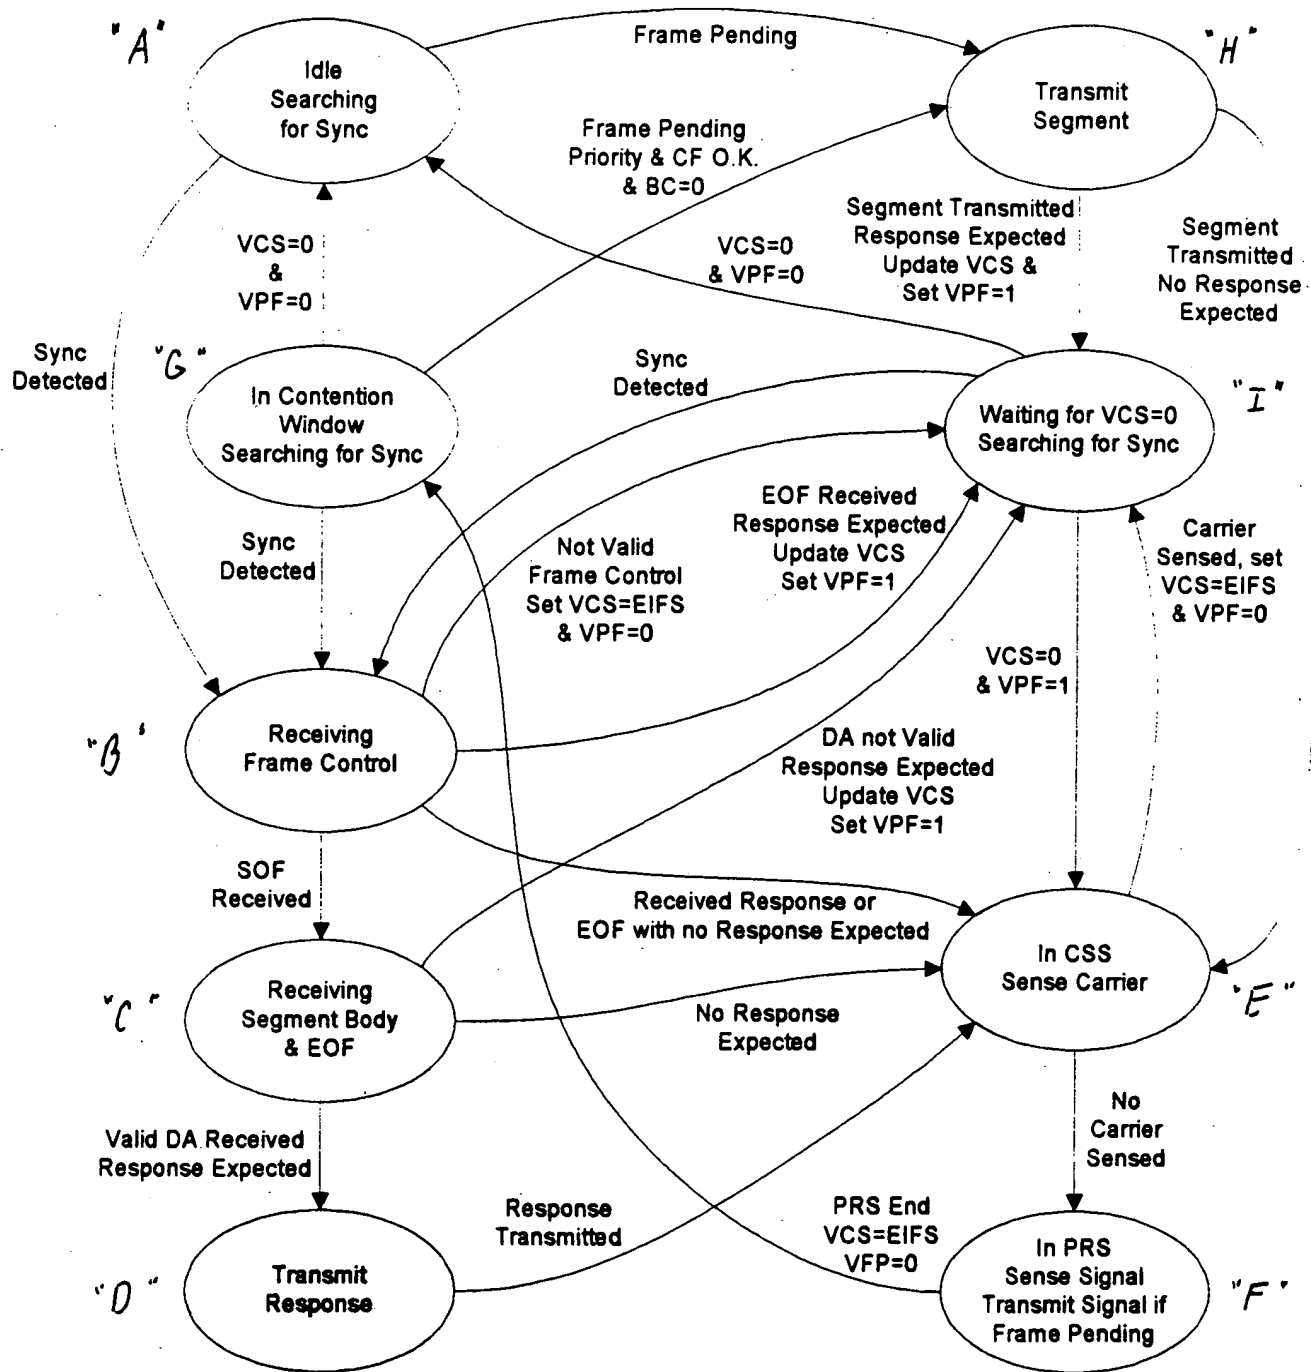 "A"
Idle
Searching
for Sync
Frame Pending
"H"
Transmit
Segment
Frame Pending
Priority & CF O.K.
& BC=0
VCS=0
&
VPF=0
VCS=0
& VPF=0
Segment Transmitted
Response Expected
Update VCS &
Set VPF=1
Segment
Transmitted
No Response
Expected
Sync
Detected
"G"
In Contention
Window
Searching for Sync
Sync
Detected
Waiting for VCS=0
Searching for Sync
"I"
Sync
Detected
Not Valid
Frame Control
Set VCS=EIFS
& VPF=0
EOF Received
Response Expected
Update VCS
Set VPF=1
Carrier
Sensed, set
VCS=EIFS
& VPF=0
VCS=0
& VPF=1
"B"
Receiving
Frame Control
DA not Valid
Response Expected
Update VCS
Set VPF=1
SOF
Received
Received Response or
EOF with no Response Expected
In CSS
Sense Carrier
"E"
"C"
Receiving
Segment Body
& EOF
No Response
Expected
Valid DA Received
Response Expected
No
Carrier
Sensed
Response
Transmitted
PRS End
VCS=EIFS
VFP=0
"D"
Transmit
Response
In PRS
Sense Signal
Transmit Signal if
Frame Pending
"F"